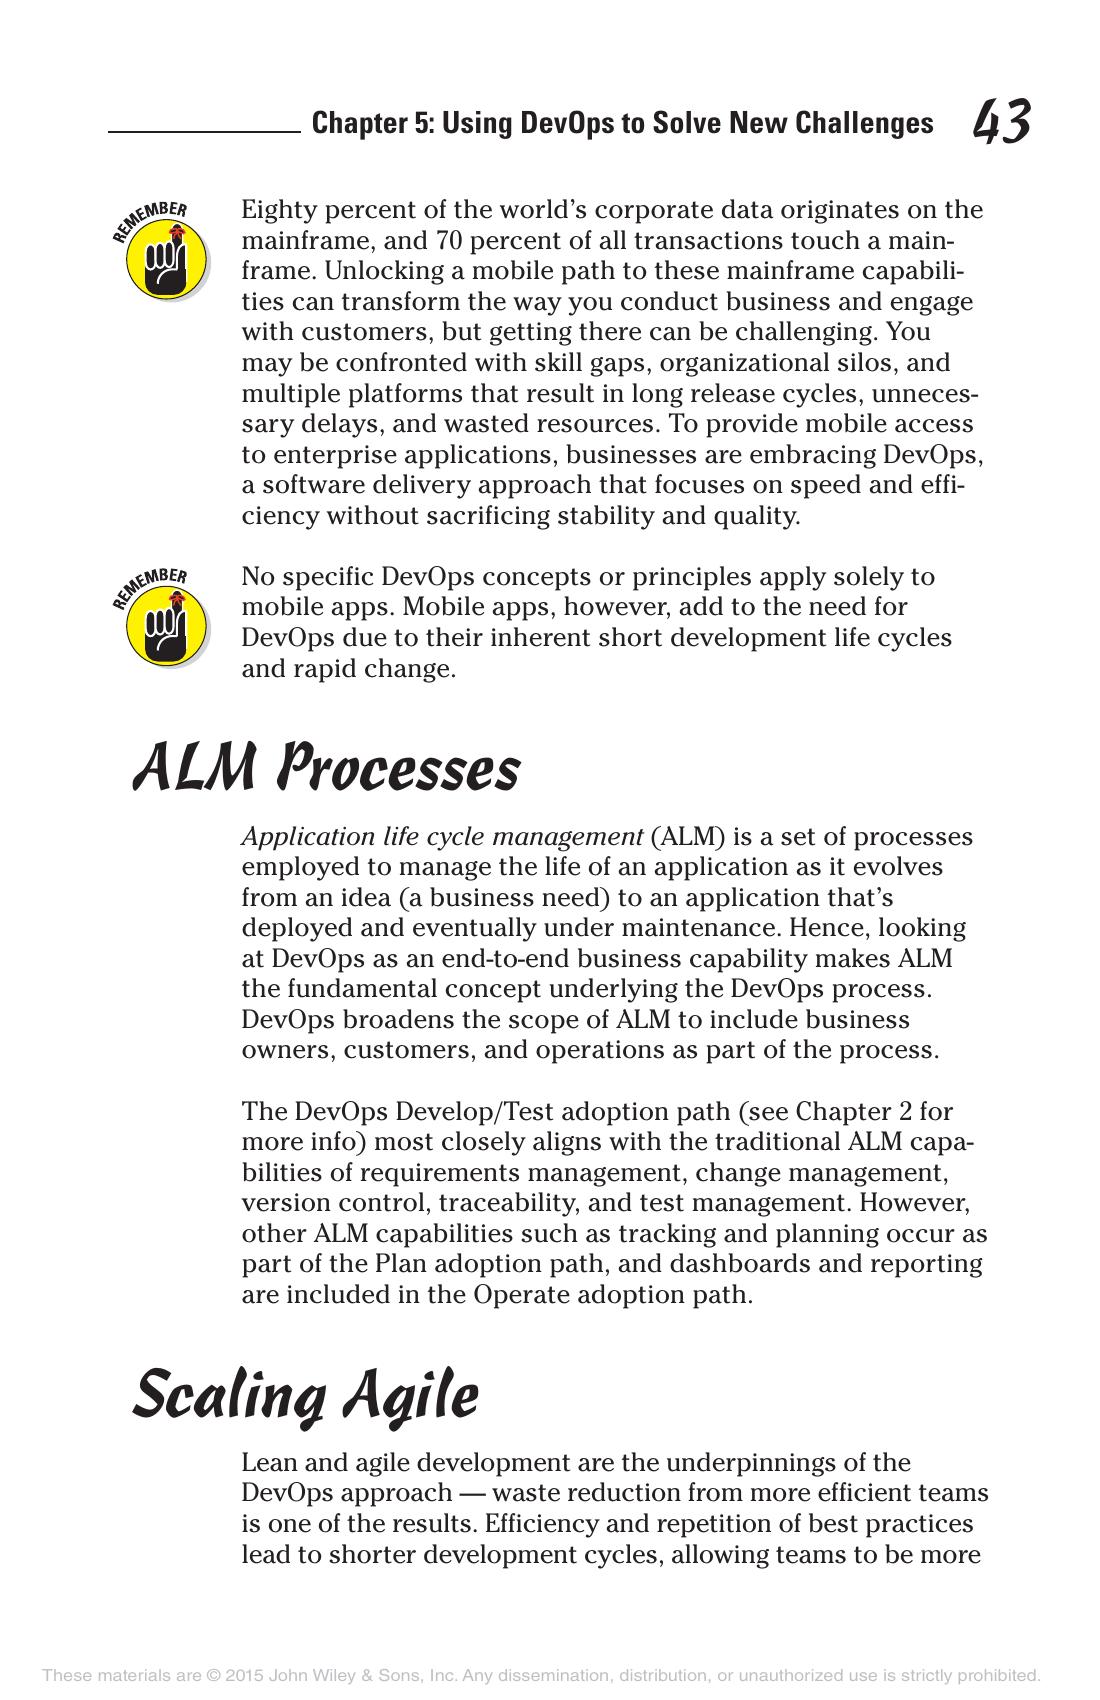 Chapter 5: Using DevOps to Solve New Challenges 43
REMEMBER
Eighty percent of the world's corporate data originates on the
mainframe, and 70 percent of all transactions touch a main-
frame. Unlocking a mobile path to these mainframe capabili-
ties can transform the way you conduct business and engage
with customers, but getting there can be challenging. You
may be confronted with skill gaps, organizational silos, and
multiple platforms that result in long release cycles, unneces-
sary delays, and wasted resources. To provide mobile access
to enterprise applications, businesses are embracing DevOps,
a software delivery approach that focuses on speed and effi-
ciency without sacrificing stability and quality.
REMEMBER
No specific DevOps concepts or principles apply solely to
mobile apps. Mobile apps, however, add to the need for
DevOps due to their inherent short development life cycles
and rapid change.
ALM Processes
Application life cycle management (ALM) is a set of processes
employed to manage the life of an application as it evolves
from an idea (a business need) to an application that's
deployed and eventually under maintenance. Hence, looking
at DevOps as an end-to-end business capability makes ALM
the fundamental concept underlying the DevOps process.
DevOps broadens the scope of ALM to include business
owners, customers, and operations as part of the process.
The DevOps Develop/Test adoption path (see Chapter 2 for
more info) most closely aligns with the traditional ALM capa-
bilities of requirements management, change management,
version control, traceability, and test management. However,
other ALM capabilities such as tracking and planning occur as
part of the Plan adoption path, and dashboards and reporting
are included in the Operate adoption path.
Scaling Agile
Lean and agile development are the underpinnings of the
DevOps approach — waste reduction from more efficient teams
is one of the results. Efficiency and repetition of best practices
lead to shorter development cycles, allowing teams to be more
These materials are © 2015 John Wiley & Sons, Inc. Any dissemination, distribution, or unauthorized use is strictly prohibited.